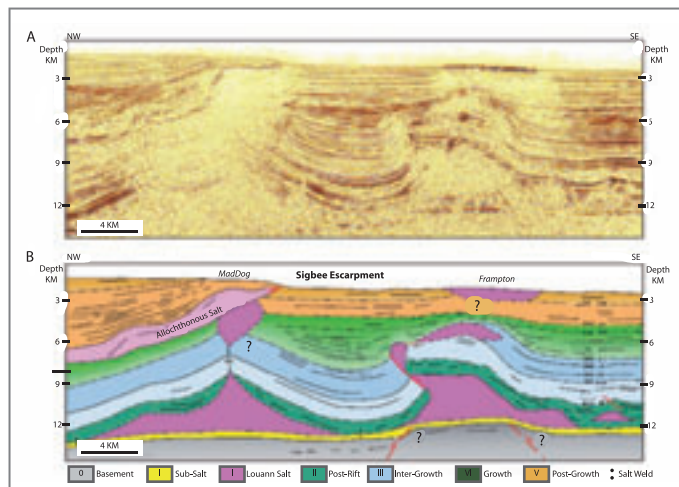 A
NW
SE
Depth
KM
Depth
KM
3
3
6
6
9
9
12
12
4 KM
B
NW
SE
MadDog
Sigbee Escarpment
Frampton
Depth
KM
Depth
KM
3
3
Allochthonous Salt
?
6
6
?
9
9
12
12
4 KM
?
?
0 Basement
I Sub-Salt
I Louann Salt
II Post-Rift
III Inter-Growth
VI Growth
V Post-Growth
Salt Weld